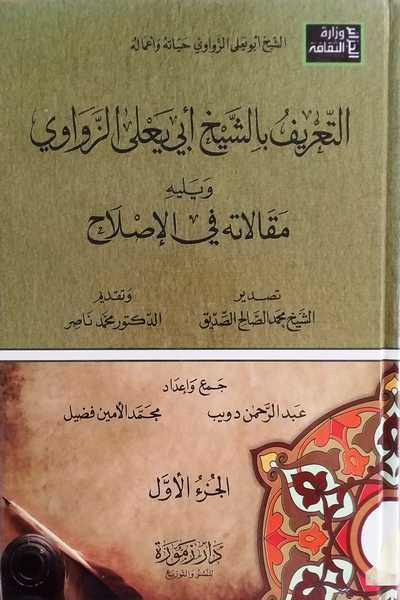 الجزائر
وزارة
الثقافة
الشيخ أبو يعلى الزواوي حياته وأعماله
التعريف بالشيخ أبي يعلى الزواوي
ويليه
مقالاته في الإصلاح
تصدير
الشيخ محمد الصالح الصديق
وتقديم
الدكتور محمد ناصر
جمع وإعداد
عبد الرحمن دويب
محمد الأمين فضيل
الجزء الأول
دار زمورة
للنشر والتوزيع